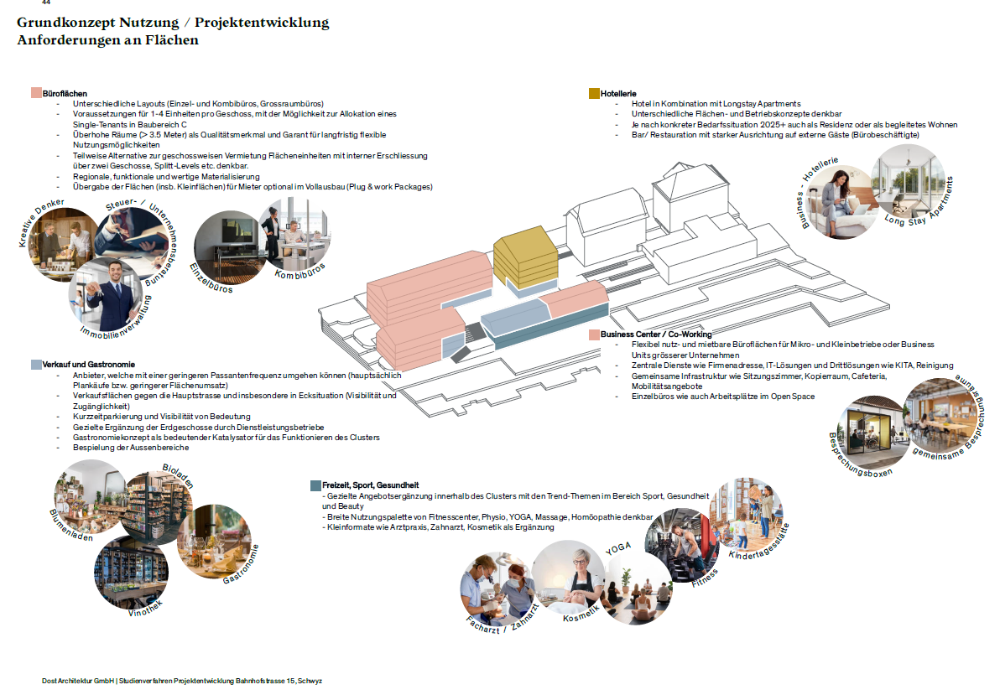 44
Grundkonzept Nutzung / Projektentwicklung
Anforderungen an Flächen
Büroflächen
- Unterschiedliche Layouts (Einzel- und Kombibüros, Grossraumbüros)
- Voraussetzungen für 1-4 Einheiten pro Geschoss, mit der Möglichkeit zur Allokation eines
Single-Tenants in Baubereich C
- Überhohe Räume (> 3.5 Meter) als Qualitätsmerkmal und Garant für langfristig flexible
Nutzungsmöglichkeiten
- Teilweise Alternative zur geschossweisen Vermietung Flächeneinheiten mit interner Erschliessung
über zwei Geschosse, Splitt-Levels etc. denkbar.
- Regionale, funktionale und wertige Materialisierung
- Übergabe der Flächen (insb. Kleinflächen) für Mieter optional im Vollausbau (Plug & work Packages)
Kreative Denker
Steuer- / Unternehmensberatung
Immobilienverwaltung
Einzelbüros
Kombibüros
Hotellerie
- Hotel in Kombination mit Longstay Apartments
- Unterschiedliche Flächen- und Betriebskonzepte denkbar
- Je nach konkreter Bedarfssituation 2025+ auch als Residenz oder als begleitetes Wohnen
- Bar/ Restauration mit starker Ausrichtung auf externe Gäste (Bürobeschäftigte)
Business - Hotellerie
Long Stay Apartments
Business Center / Co-Working
- Flexibel nutz- und mietbare Büroflächen für Mikro- und Kleinbetriebe oder Business
Units grösserer Unternehmen
- Zentrale Dienste wie Firmenadresse, IT-Lösungen und Drittlösungen wie KITA, Reinigung
- Gemeinsame Infrastruktur wie Sitzungszimmer, Kopierraum, Cafeteria,
Mobilitätsangebote
- Einzelbüros wie auch Arbeitsplätze im Open Space
Besprechungsboxen
gemeinsame Besprechungsräume
Verkauf und Gastronomie
- Anbieter, welche mit einer geringeren Passantenfrequenz umgehen können (hauptsächlich
Plankäufe bzw. geringerer Flächenumsatz)
- Verkaufsflächen gegen die Hauptstrasse und insbesondere in Ecksituation (Visibilität und
Zugänglichkeit)
- Kurzzeitparkierung und Visibilität von Bedeutung
- Gezielte Ergänzung der Erdgeschosse durch Dienstleistungsbetriebe
- Gastronomiekonzept als bedeutender Katalysator für das Funktionieren des Clusters
- Bespielung der Aussenbereiche
Blumenladen
Bioladen
Gastronomie
Vinothek
Freizeit, Sport, Gesundheit
- Gezielte Angebotsergänzung innerhalb des Clusters mit den Trend-Themen im Bereich Sport, Gesundheit
und Beauty
- Breite Nutzungspalette von Fitnesscenter, Physio, YOGA, Massage, Homöopathie denkbar
- Kleinformate wie Arztpraxis, Zahnarzt, Kosmetik als Ergänzung
Facharzt / Zahnarzt
Kosmetik
YOGA
Fitness
Kindertagesstätte
Dost Architektur GmbH | Studienverfahren Projektentwicklung Bahnhofstrasse 15, Schwyz